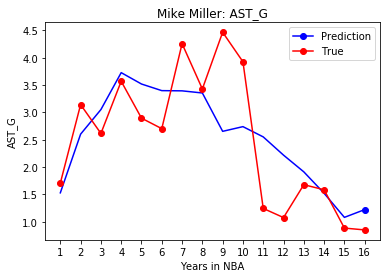 Mike Miller: AST_G
Prediction
True
AST_G
4.5
4.0
3.5
3.0
2.5
2.0
1.5
1.0
1 2 3 4 5 6 7 8 9 10 11 12 13 14 15 16
Years in NBA